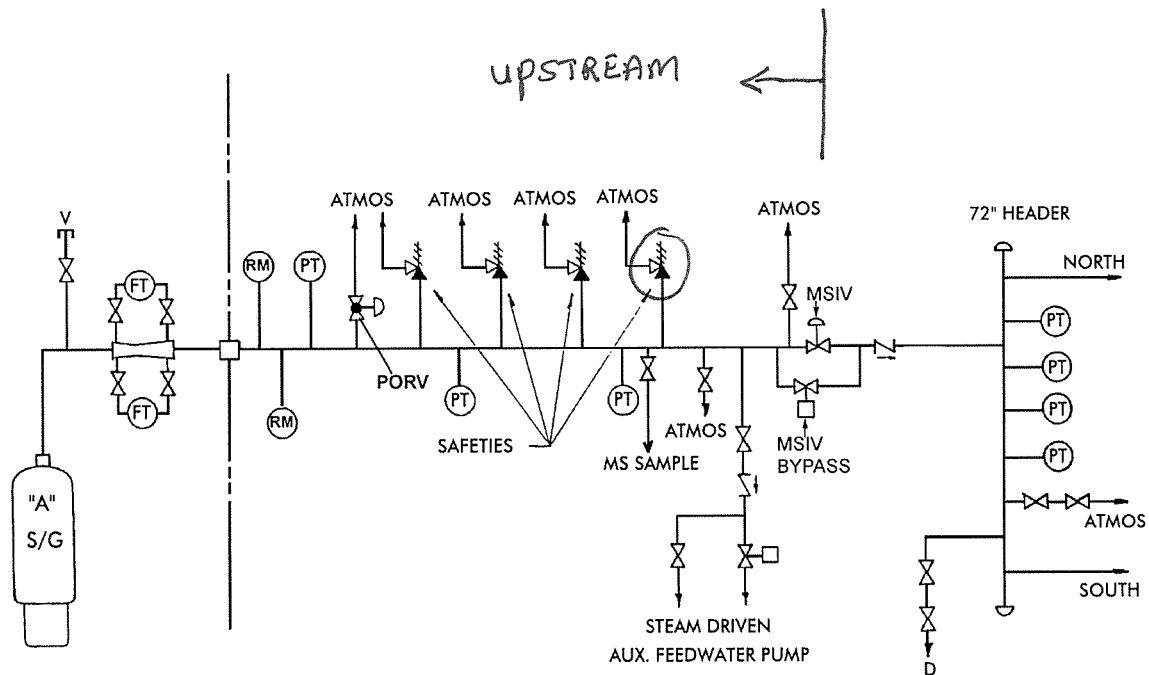 UPSTREAM
ATMOS
ATMOS
ATMOS
ATMOS
ATMOS
72" HEADER
V
NORTH
FT
RM
PT
MSIV
PT
PT
PORV
FT
RM
PT
PT
PT
SAFETIES
MS SAMPLE
ATMOS
MSIV
BYPASS
PT
"A"
S/G
ATMOS
SOUTH
STEAM DRIVEN
AUX. FEEDWATER PUMP
D